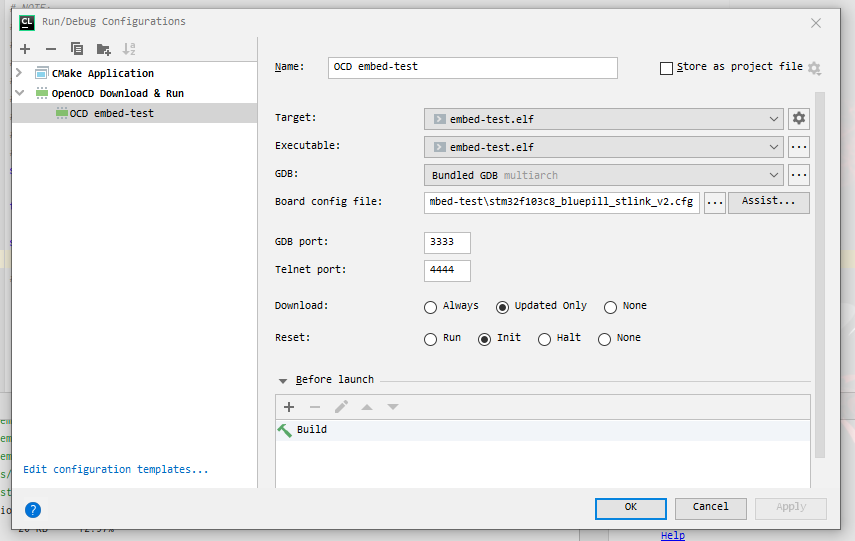 # NOTE:
CL Run/Debug Configurations
Name: OCD embed-test Store as project file
CMake Application
OpenOCD Download & Run
OCD embed-test
Target: embed-test.elf
Executable: embed-test.elf
GDB: Bundled GDB multiarch
Board config file: mbed-test\stm32f103c8_bluepill_stlink_v2.cfg ... Assist...
GDB port: 3333
Telnet port: 4444
Download: Always Updated Only None
Reset: Run Init Halt None
Before launch
Build
Edit configuration templates...
? OK Cancel Apply
Help